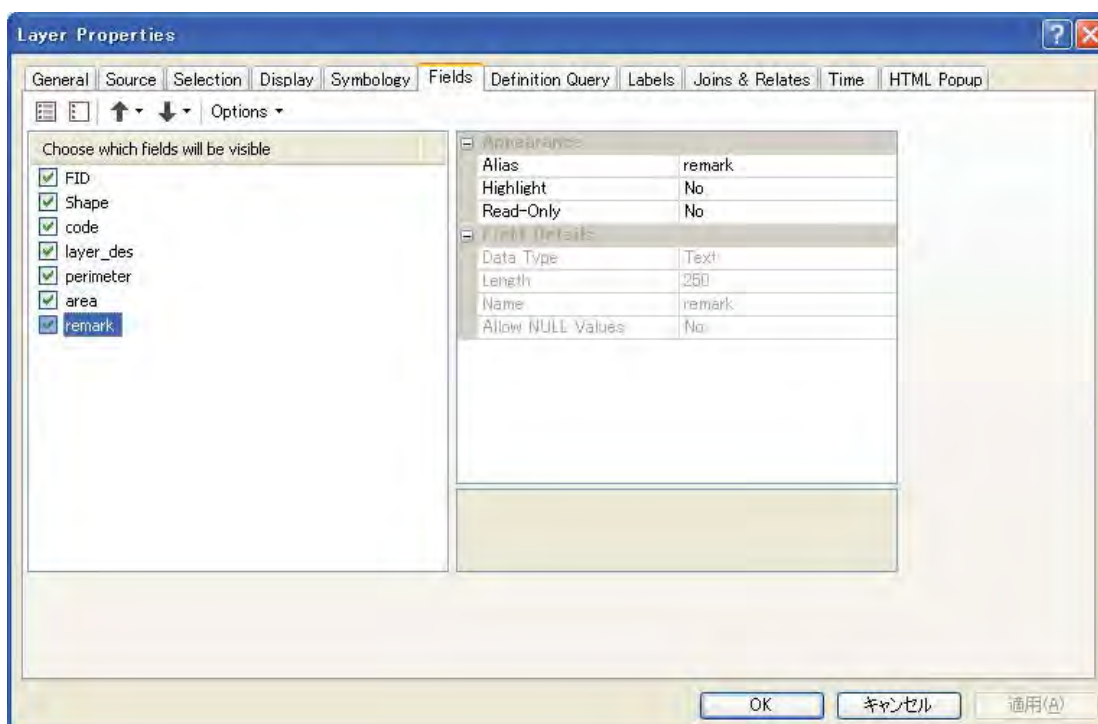 Layer Properties
General Source Selection Display Symbology Fields Definition Query Labels Joins & Relates Time HTML Popup
Options
Choose which fields will be visible
FID
Shape
code
layer_des
perimeter
area
remark
Appearance
Alias remark
Highlight No
Read-Only No
Field Details
Data Type Text
Length 250
Name remark
Allow NULL Values No
OK キャンセル 適用(A)